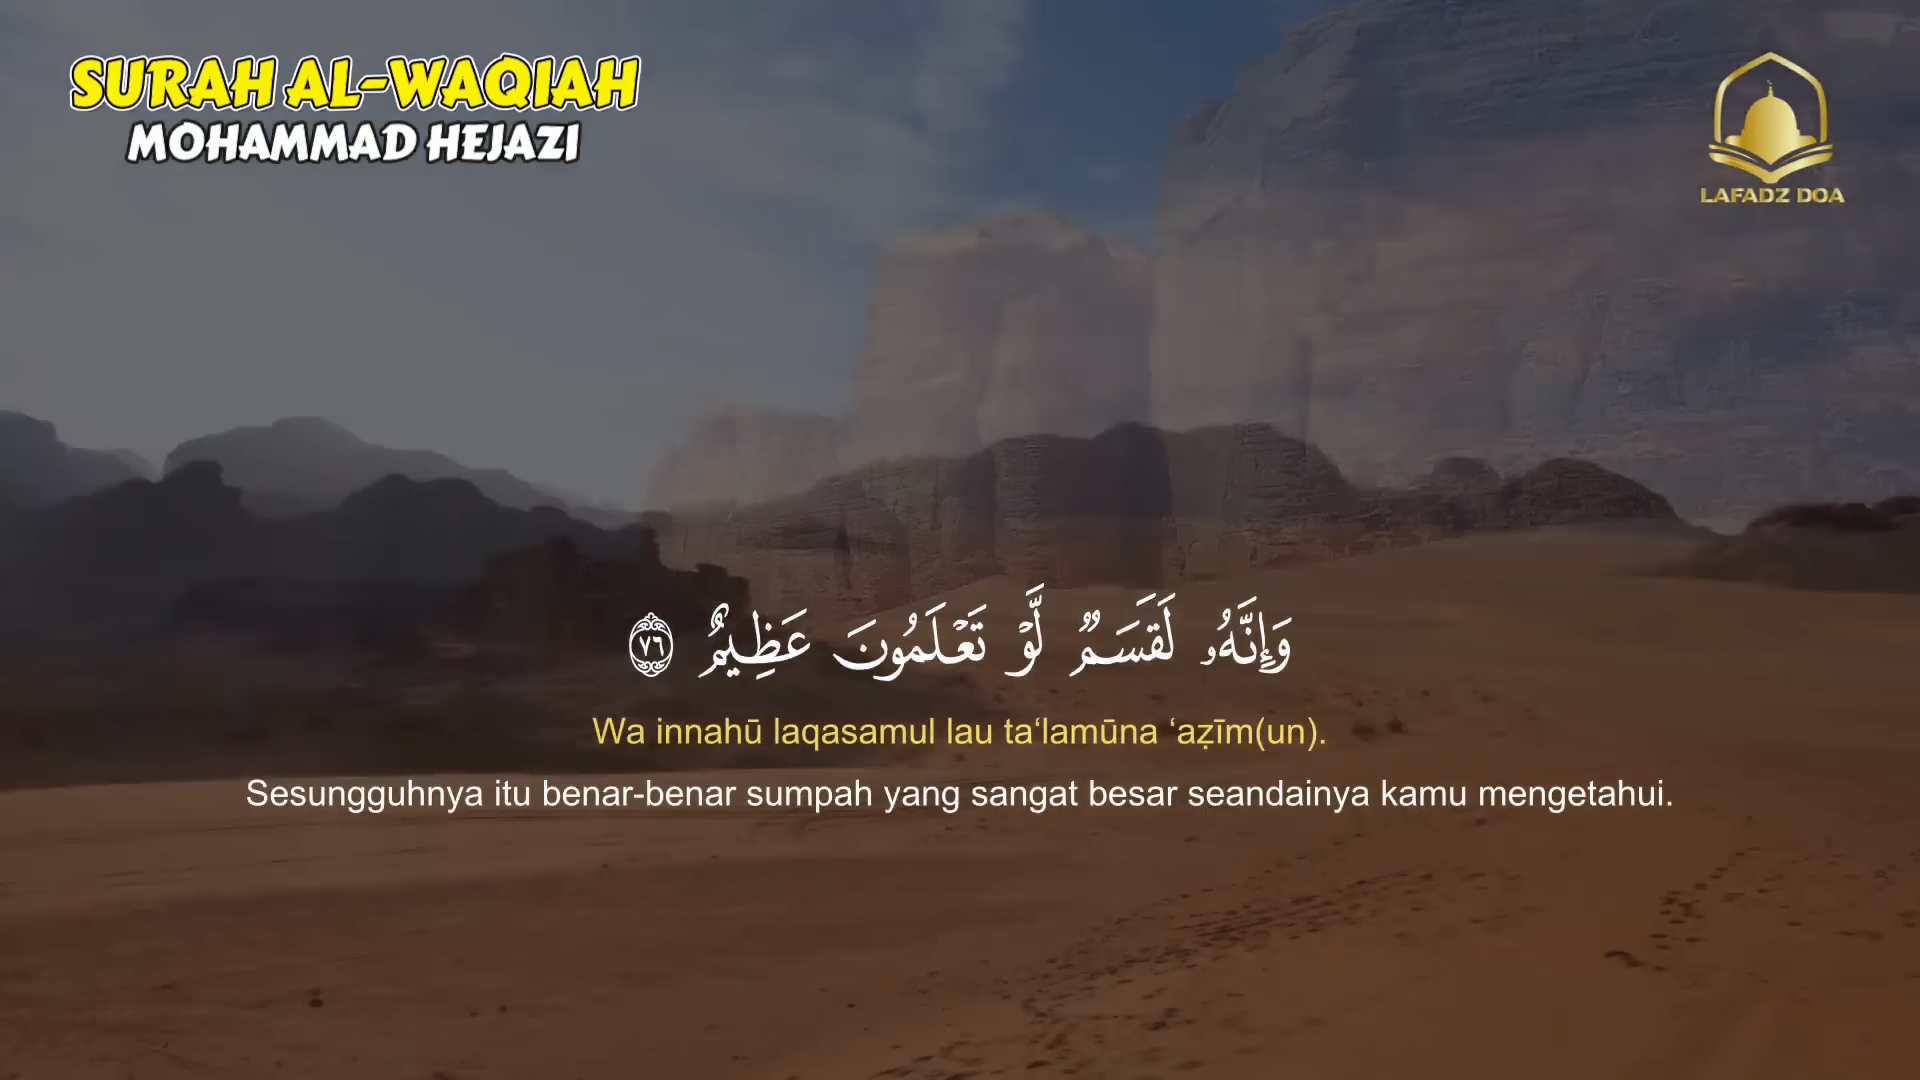 SURAH AL-WAQIAH
MOHAMMAD HEJAZI
LAFADZ DOA
وَإِنَّهُۥ لَقَسَمٌۭ لَّوْ تَعْلَمُونَ عَظِيمٌ ٧٦
Wa innahū laqasamul lau ta‘lamūna ‘aẓīm(un).
Sesungguhnya itu benar-benar sumpah yang sangat besar seandainya kamu mengetahui.